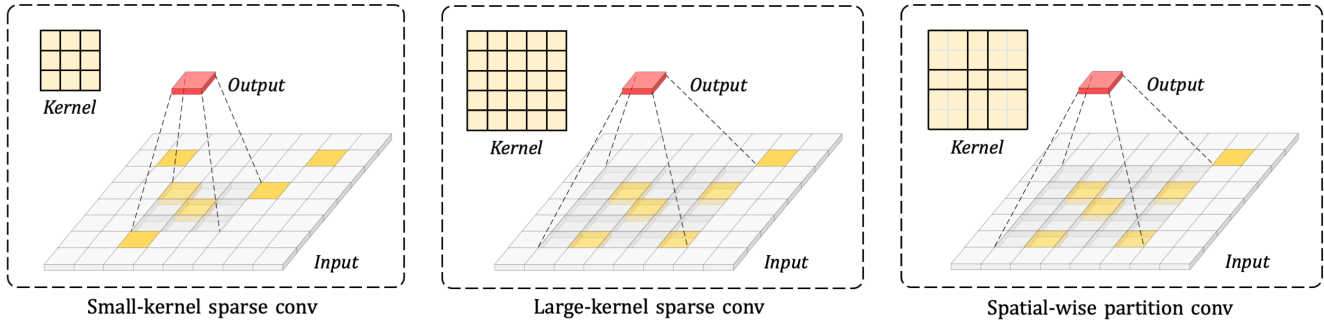 Kernel
Output
Input
Small-kernel sparse conv
Kernel
Output
Input
Large-kernel sparse conv
Kernel
Output
Input
Spatial-wise partition conv